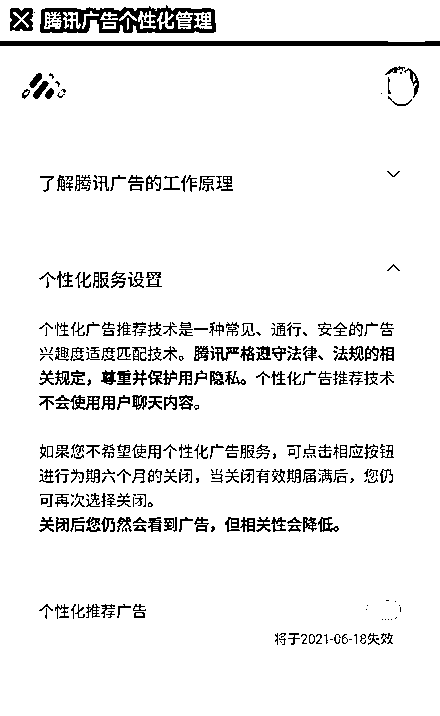 腾讯广告个性化管理
了解腾讯广告的工作原理
个性化服务设置
个性化广告推荐技术是一种常见、通行、安全的广告
兴趣度适度匹配技术。腾讯严格遵守法律、法规的相
关规定，尊重并保护用户隐私。个性化广告推荐技术
不会使用用户聊天内容。
如果您不希望使用个性化广告服务，可点击相应按钮
进行为期六个月的关闭，当关闭有效期届满后，您仍
可再次选择关闭。
关闭后您仍然会看到广告，但相关性会降低。
个性化推荐广告
将于2021-06-18失效